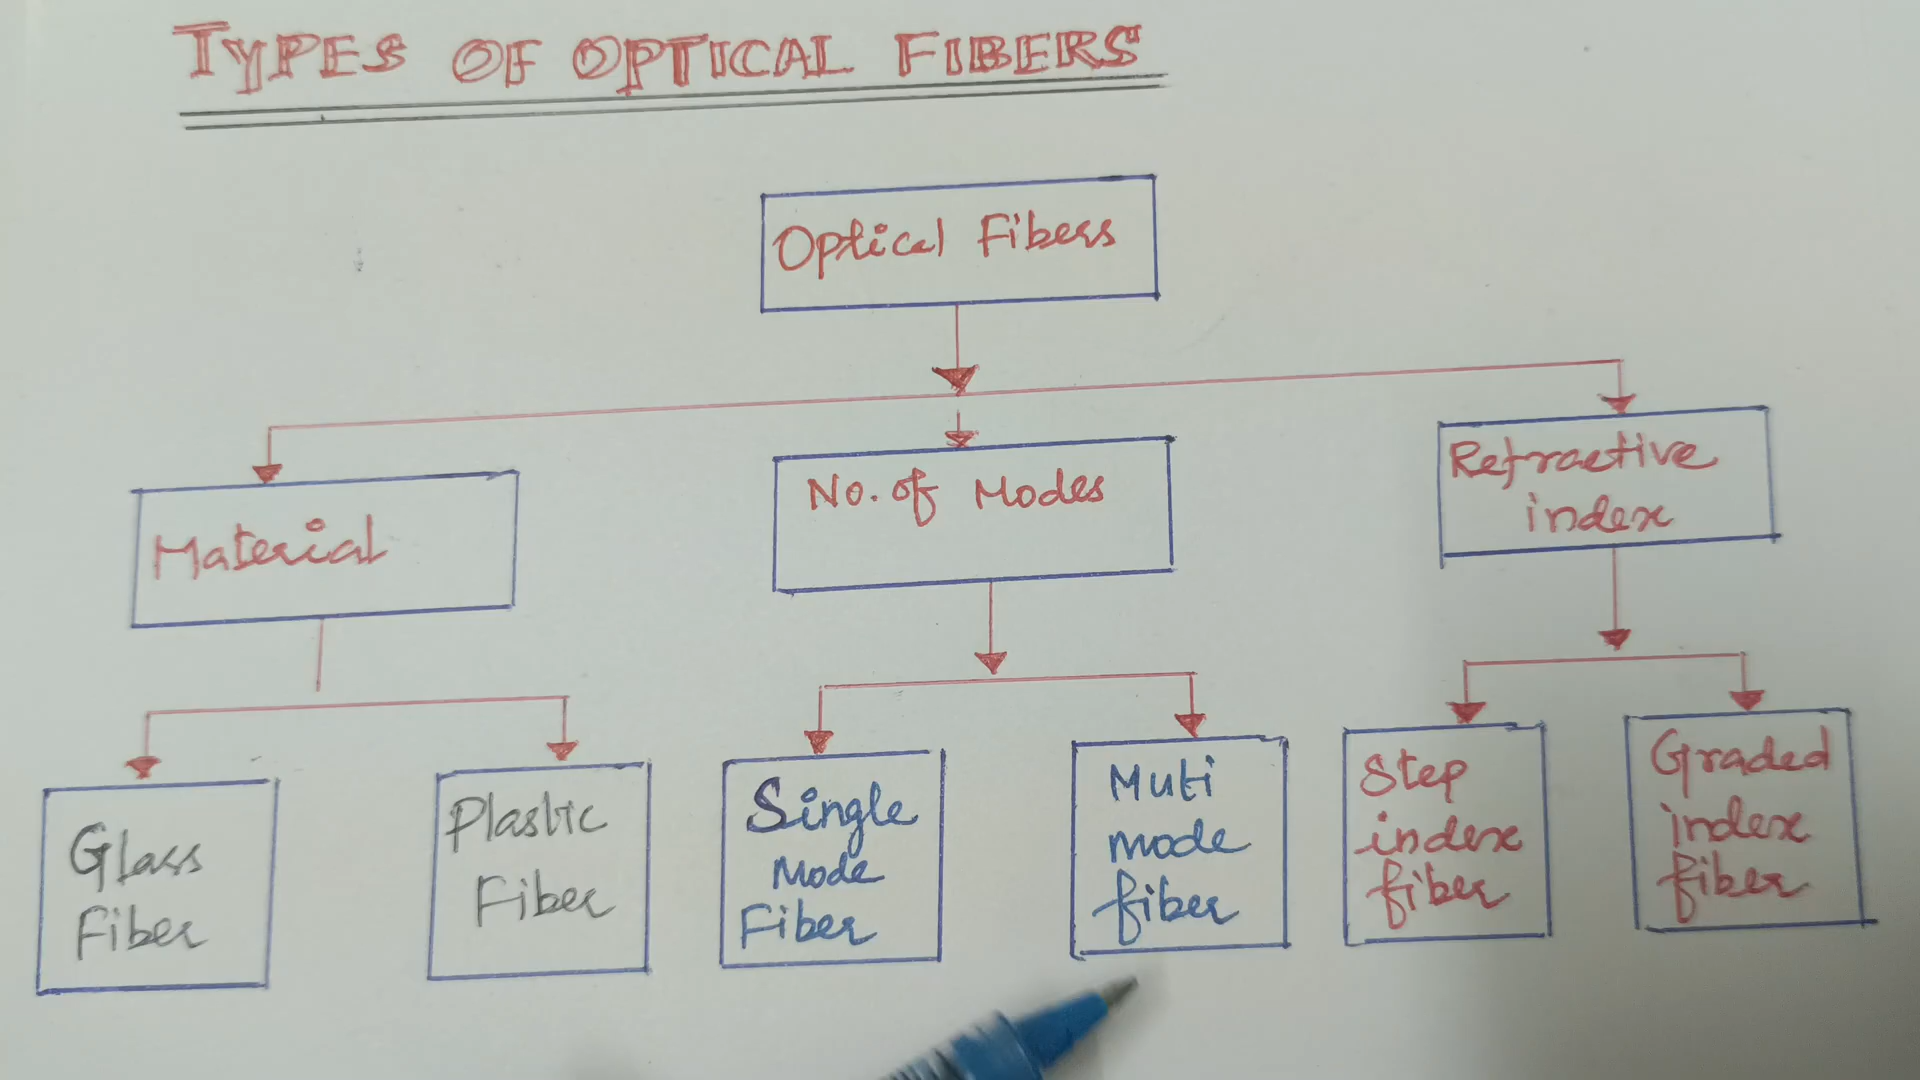 TYPES OF OPTICAL FIBERS
Optical Fibers
Material
No. of Modes
Refractive
index
Glass
Fiber
Plastic
Fiber
Single
Mode
Fiber
Muti
mode
fiber
Step
index
fiber
Graded
index
fiber